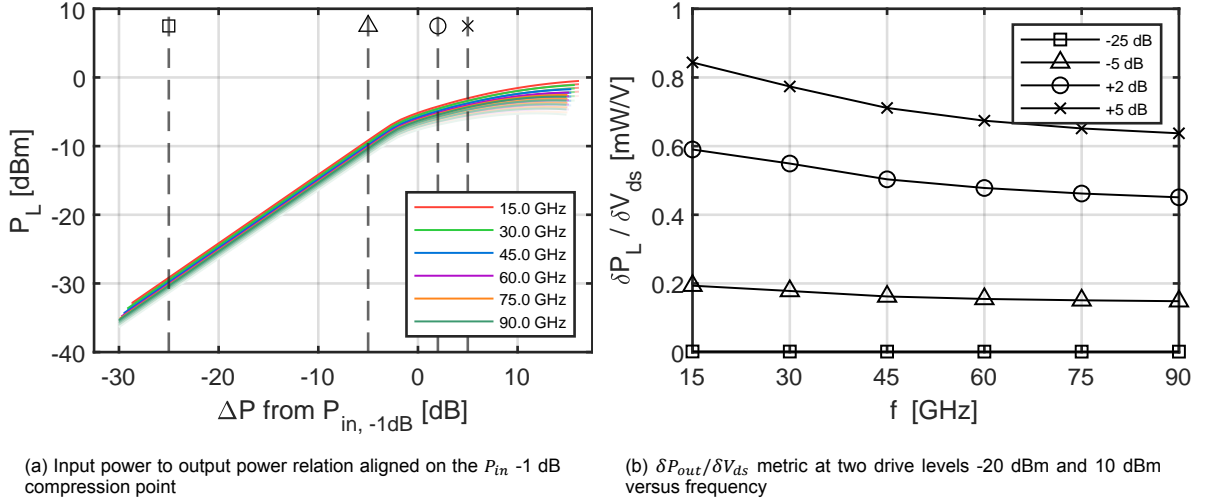 10
0
-10
-20
-30
-40
P_L [dBm]
-30
-20
-10
0
10
ΔP from P_in, -1dB [dB]
15.0 GHz
30.0 GHz
45.0 GHz
60.0 GHz
75.0 GHz
90.0 GHz
(a) Input power to output power relation aligned on the P_in -1 dB
compression point
1
0.8
0.6
0.4
0.2
0
δP_L / δV_ds [mW/V]
15
30
45
60
75
90
f [GHz]
-25 dB
-5 dB
+2 dB
+5 dB
(b) δP_out/δV_ds metric at two drive levels -20 dBm and 10 dBm
versus frequency